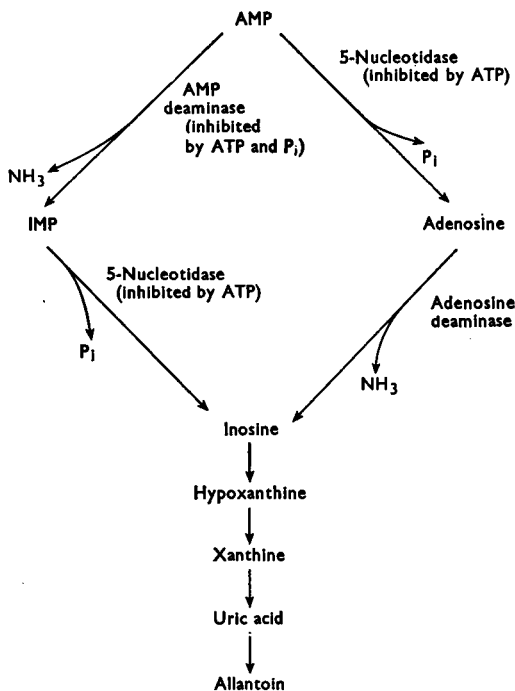 AMP
5-Nucleotidase
(inhibited by ATP)
AMP
deaminase
(inhibited
by ATP and Pi)
Pi
NH3
IMP
Adenosine
5-Nucleotidase
(inhibited by ATP)
Adenosine
deaminase
Pi
NH3
Inosine
Hypoxanthine
Xanthine
Uric acid
Allantoin